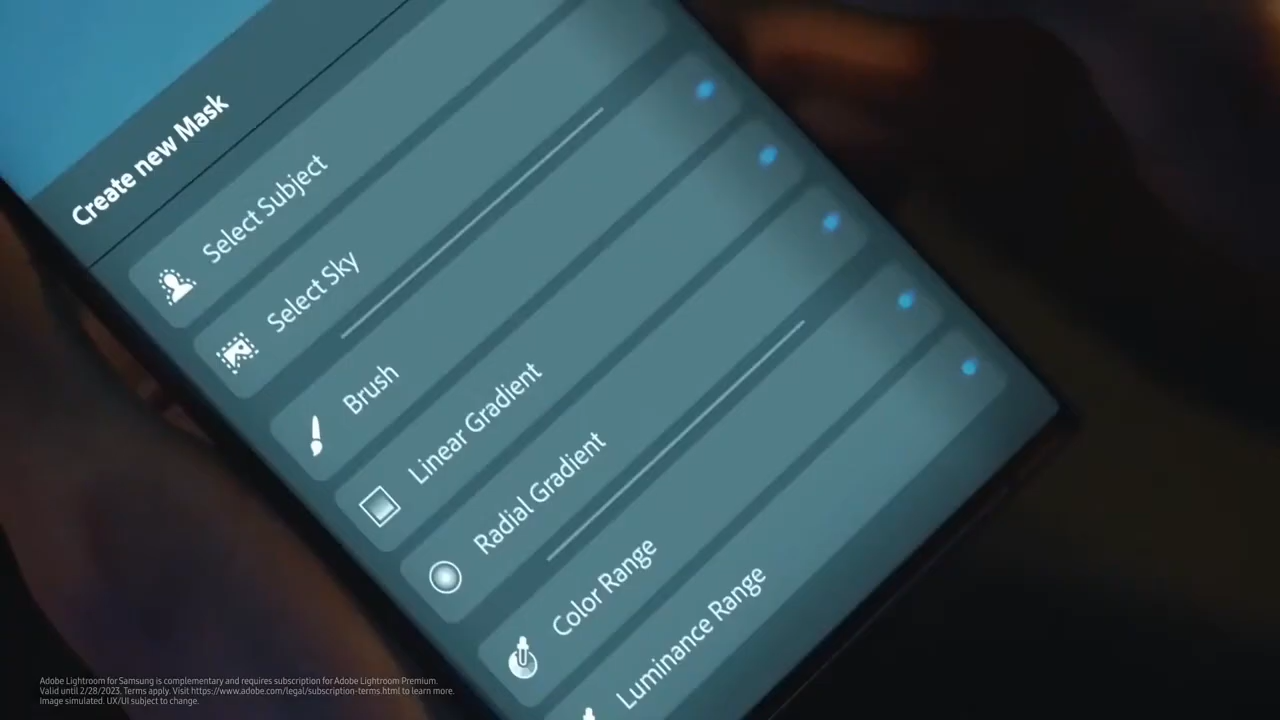 Create new Mask
Select Subject
Select Sky
Brush
Linear Gradient
Radial Gradient
Color Range
Luminance Range
Adobe Lightroom for Samsung is complementary and requires subscription for Adobe Lightroom Premium.
Valid until 2/28/2023. Terms apply. Visit https://www.adobe.com/legal/subscription-terms.html to learn more.
Image simulated. UX/UI subject to change.